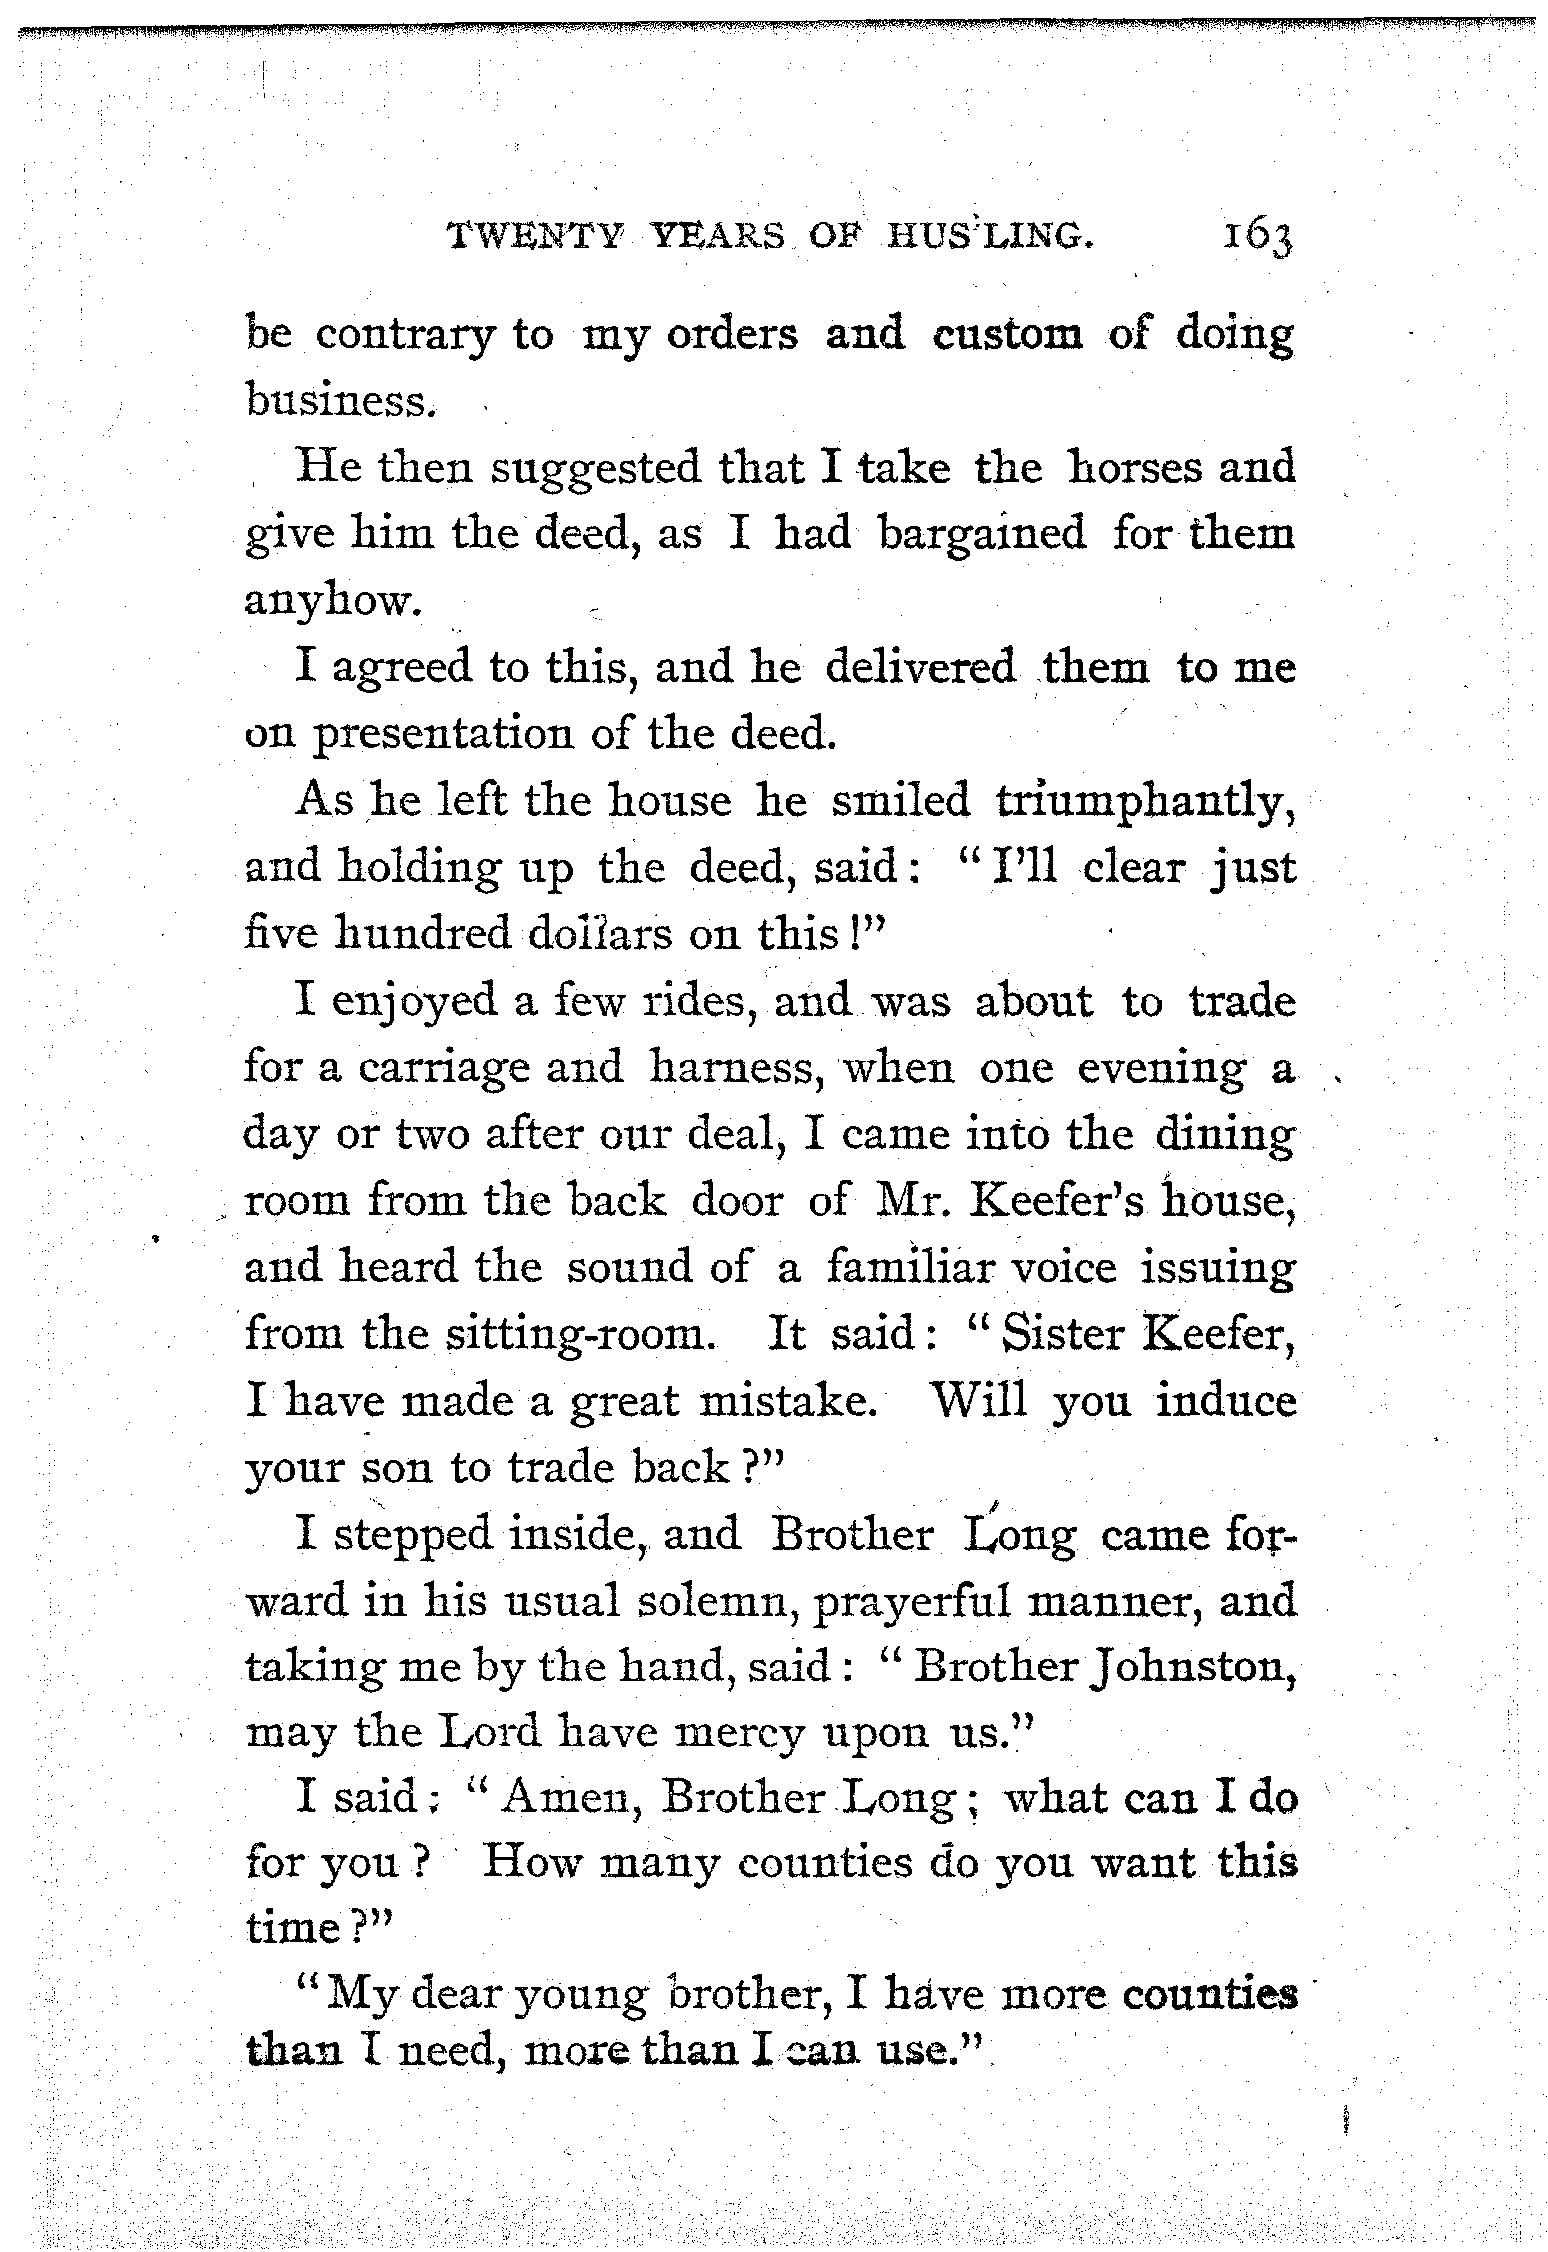 TWENTY YEARS OF HUS'LING. 163
be contrary to my orders and custom of doing
business.
He then suggested that I take the horses and
give him the deed, as I had bargained for them
anyhow.
I agreed to this, and he delivered them to me
on presentation of the deed.
As he left the house he smiled triumphantly,
and holding up the deed, said: "I'll clear just
five hundred dollars on this!"
I enjoyed a few rides, and was about to trade
for a carriage and harness, when one evening a
day or two after our deal, I came into the dining
room from the back door of Mr. Keefer's house,
and heard the sound of a familiar voice issuing
from the sitting-room. It said: "Sister Keefer,
I have made a great mistake. Will you induce
your son to trade back?"
I stepped inside, and Brother Long came for-
ward in his usual solemn, prayerful manner, and
taking me by the hand, said: "Brother Johnston,
may the Lord have mercy upon us."
I said: "Amen, Brother Long; what can I do
for you? How many counties do you want this
time?"
"My dear young brother, I have more counties
than I need, more than I can use."